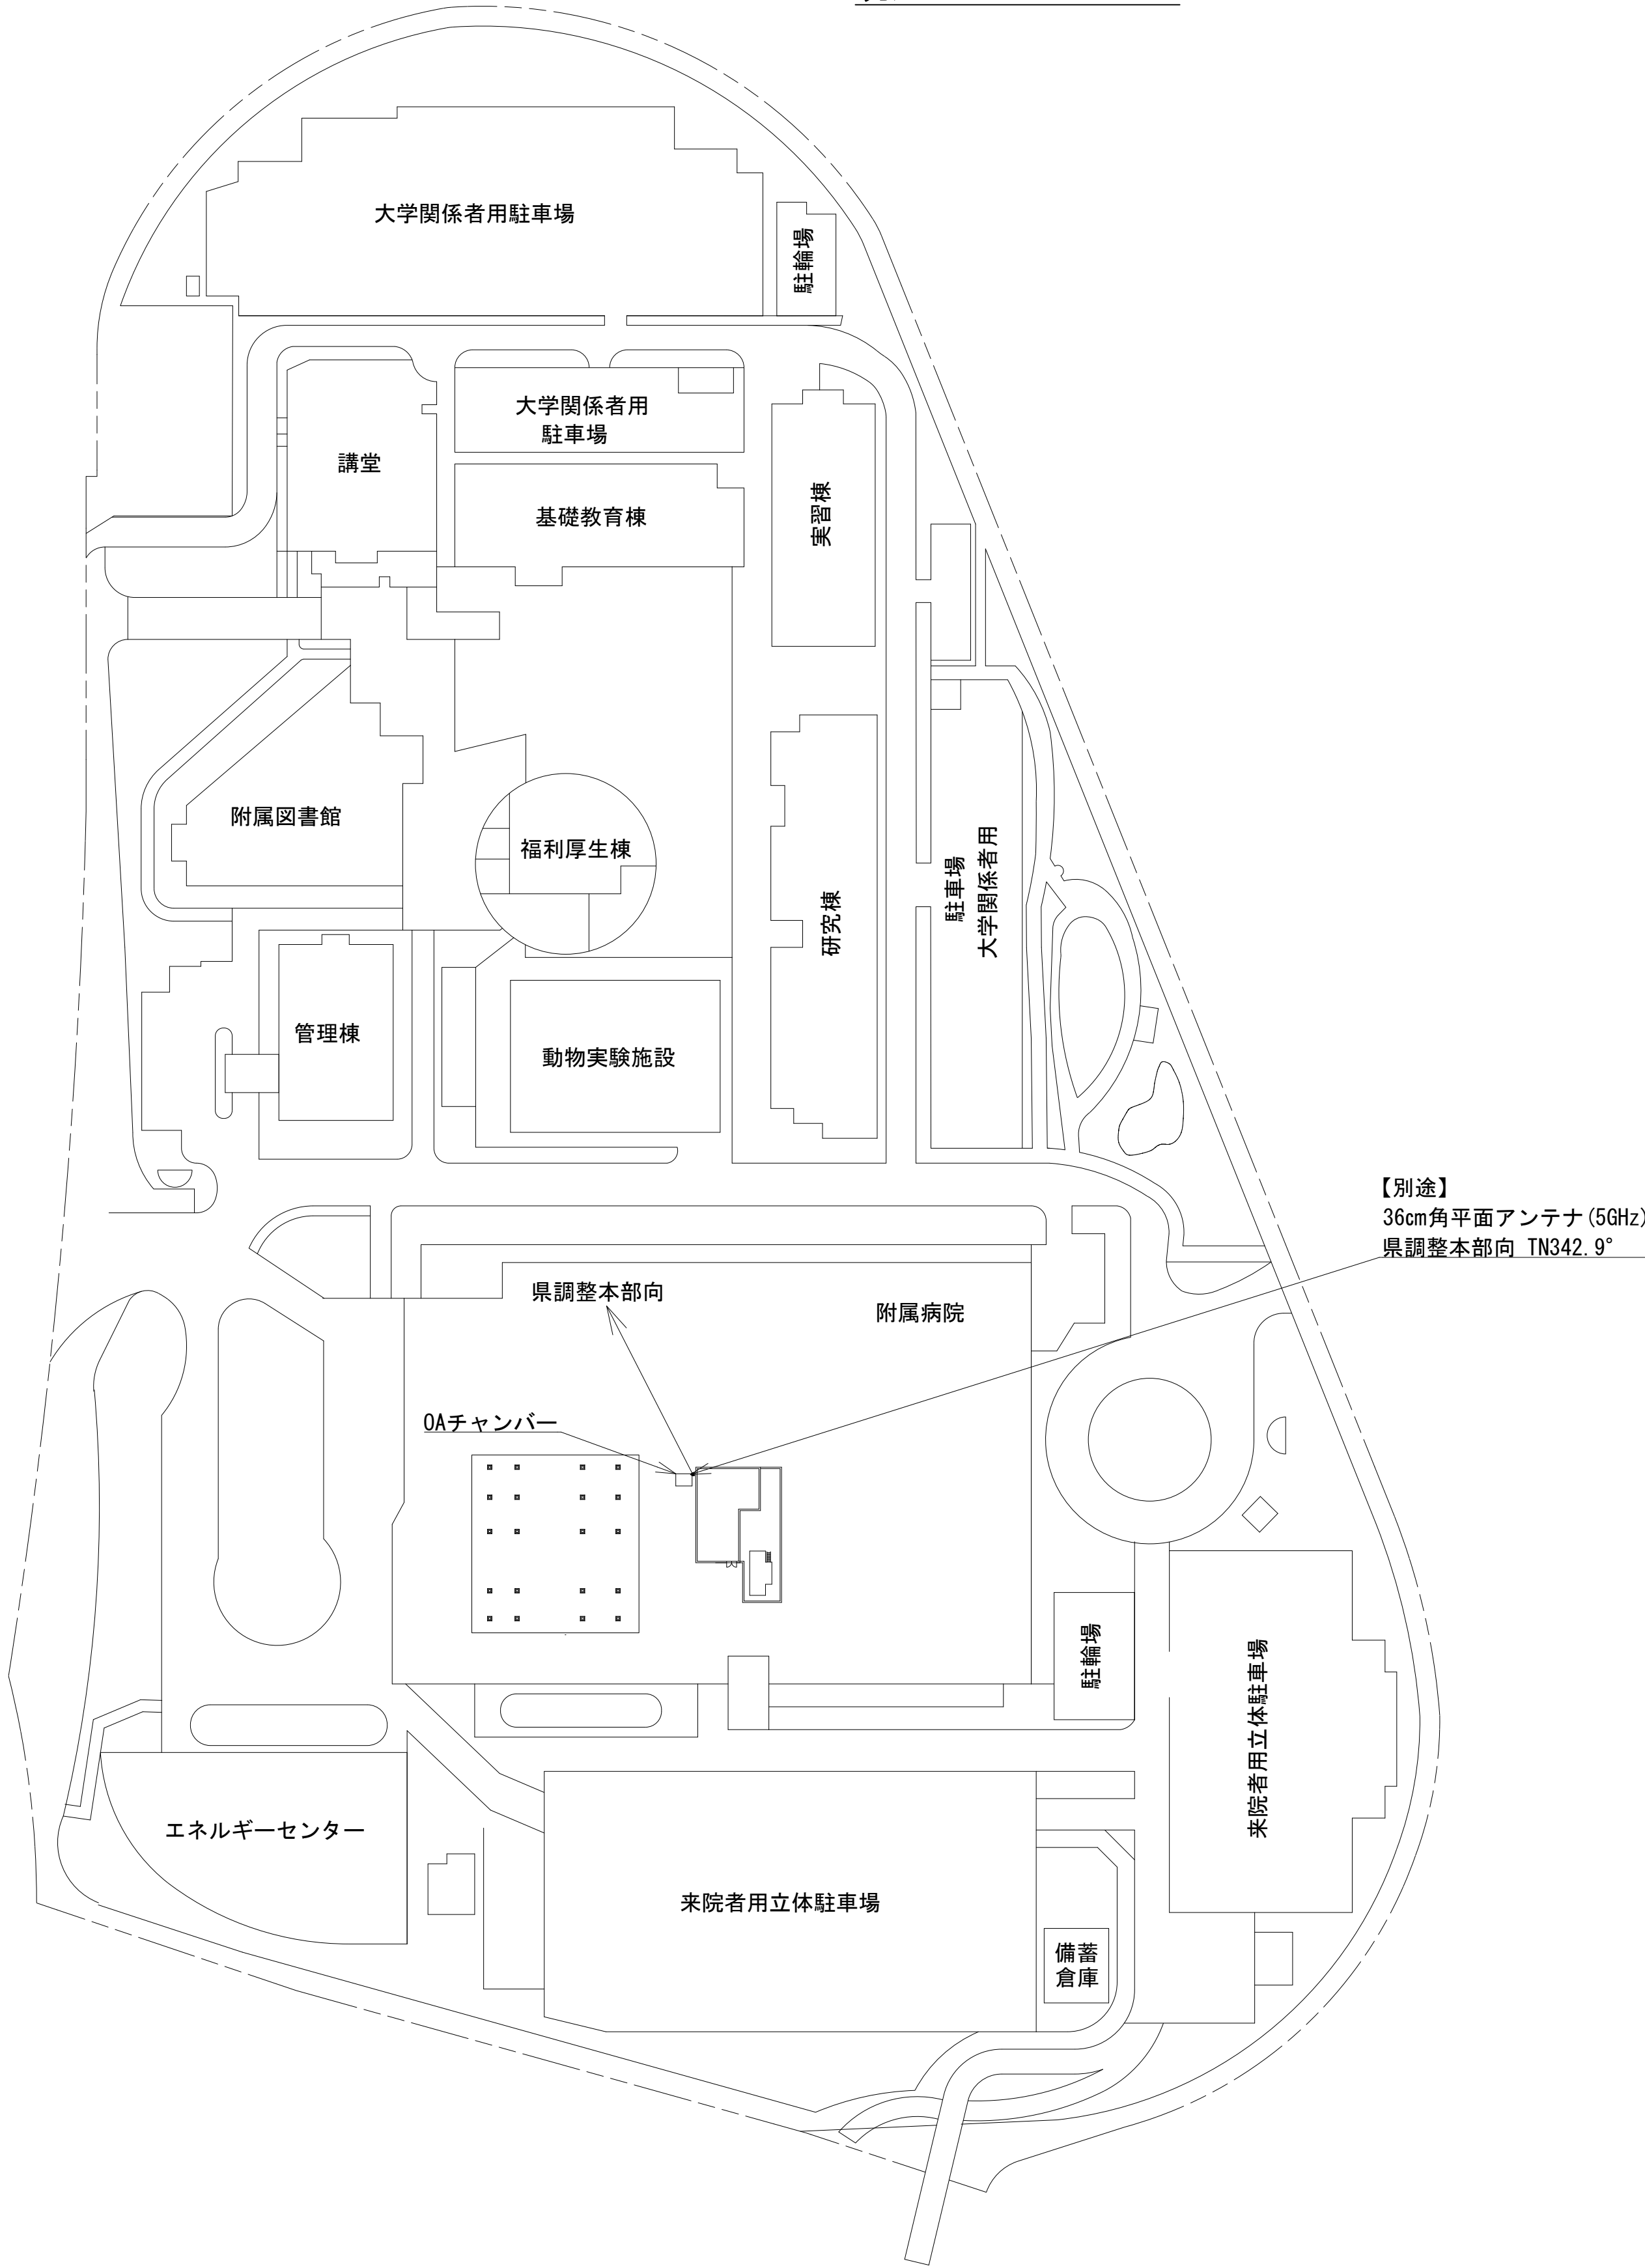 大学関係者用駐車場
駐輪場
大学関係者用
駐車場
講堂
基礎教育棟
実習棟
附属図書館
福利厚生棟
駐車場
大学関係者用
研究棟
管理棟
動物実験施設
【別途】
36cm角平面アンテナ(5GHz)
県調整本部向 TN342.9°
県調整本部向
附属病院
OAチャンバー
駐輪場
来院者用立体駐車場
エネルギーセンター
来院者用立体駐車場
備蓄
倉庫